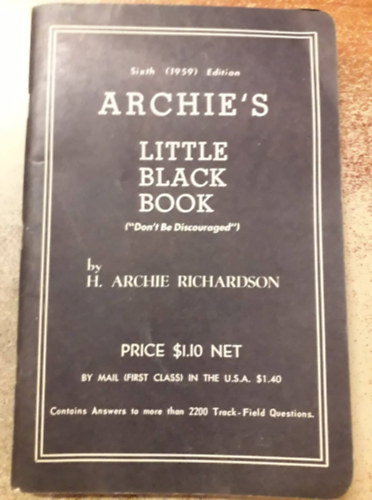 Sixth (1959) Edition
ARCHIE'S
LITTLE
BLACK
BOOK
("Don't Be Discouraged")
by
H. ARCHIE RICHARDSON
PRICE $1.10 NET
BY MAIL (FIRST CLASS) IN THE U.S.A. $1.40
Contains Answers to more than 2200 Track-Field Questions.